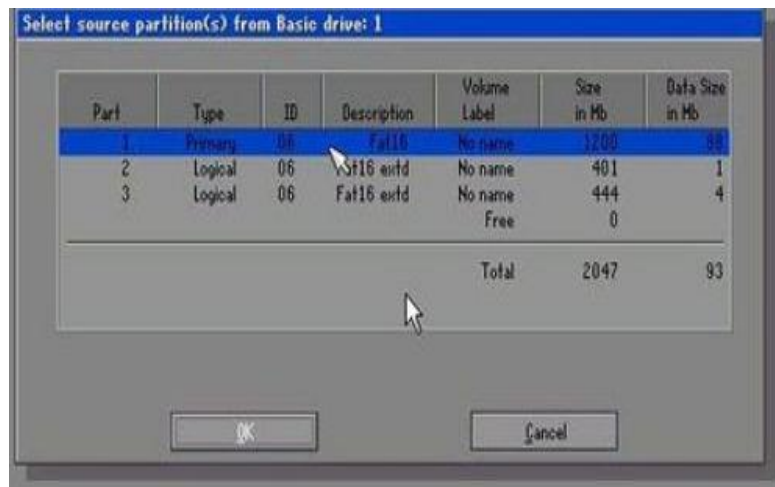 Select source partition(s) from Basic drive: 1
Volume Size Data Size
Part Type ID Description Label in Mb in Mb
1 Primary 06 Fat16 No name 1200
2 Logical 06 Fat16 extd No name 401 1
3 Logical 06 Fat16 extd No name 444 4
Free 0
Total 2047 93
OK Cancel